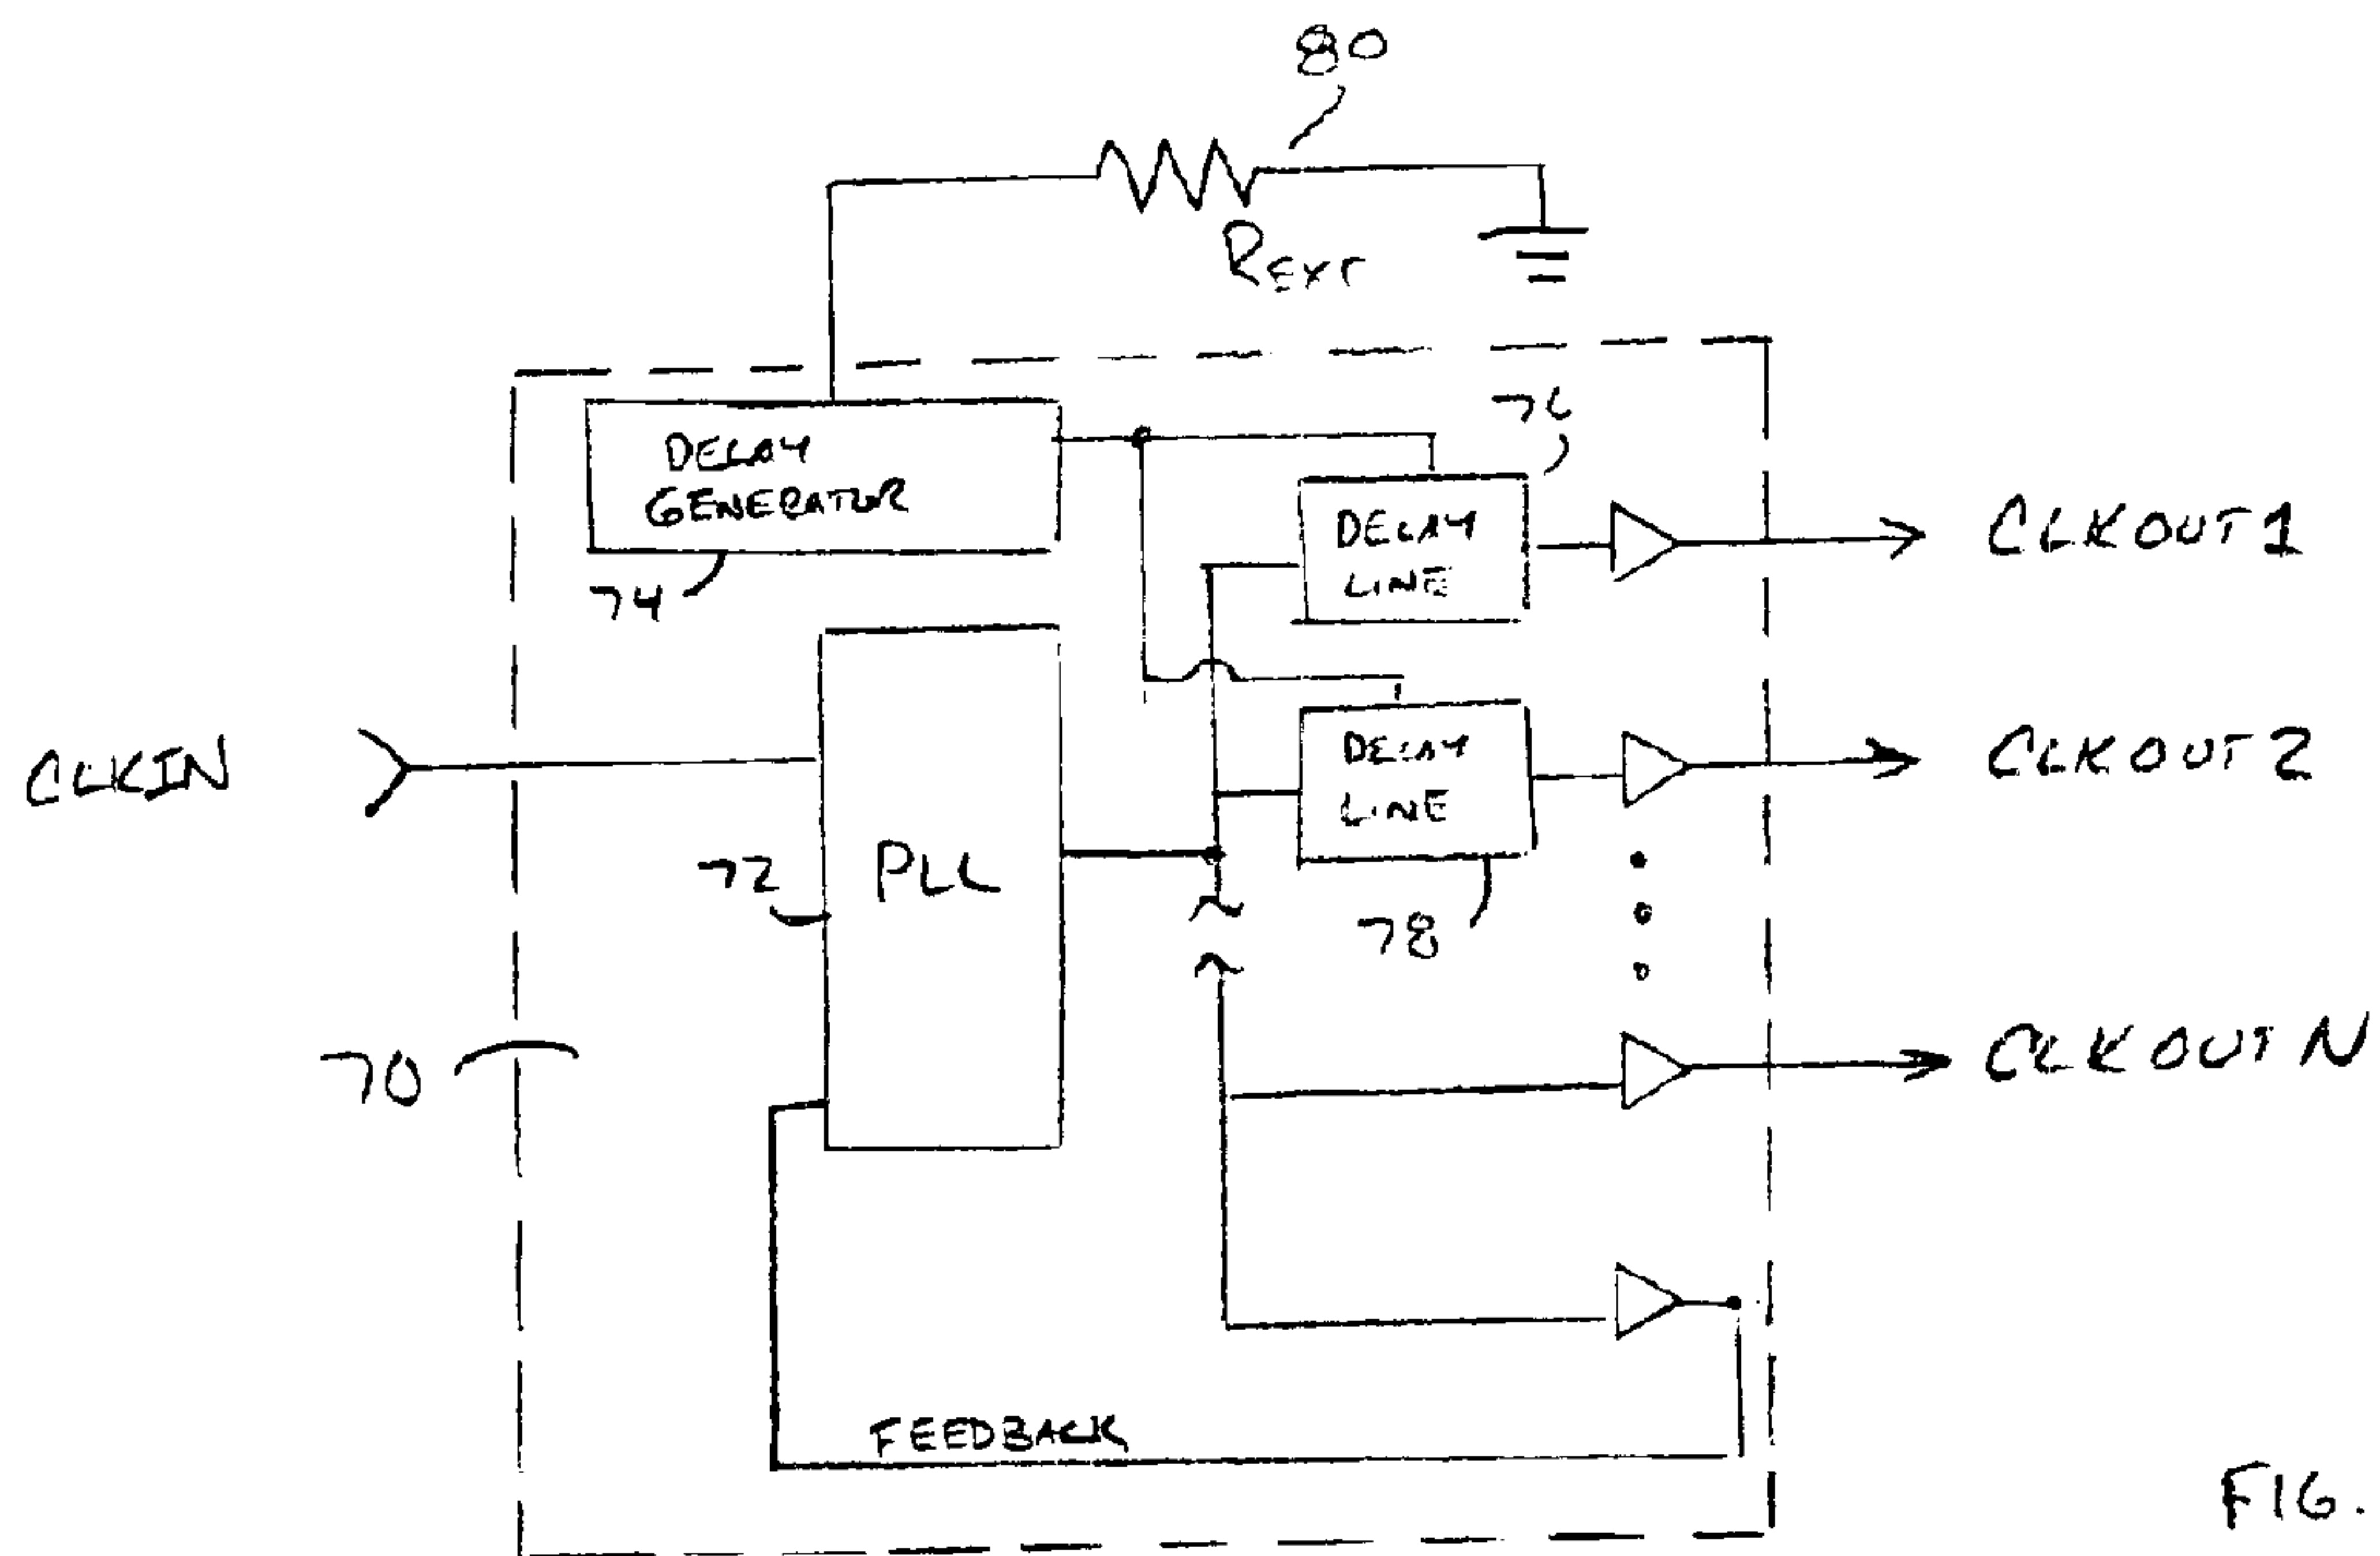 80
REXT
76
DELAY
GENERATOR
DELAY
LINE
CLKOUT1
74
CLKIN
DELAY
LINE
CLKOUT2
72
PLL
78
70
CLKOUTN
FEEDBACK
FIG.